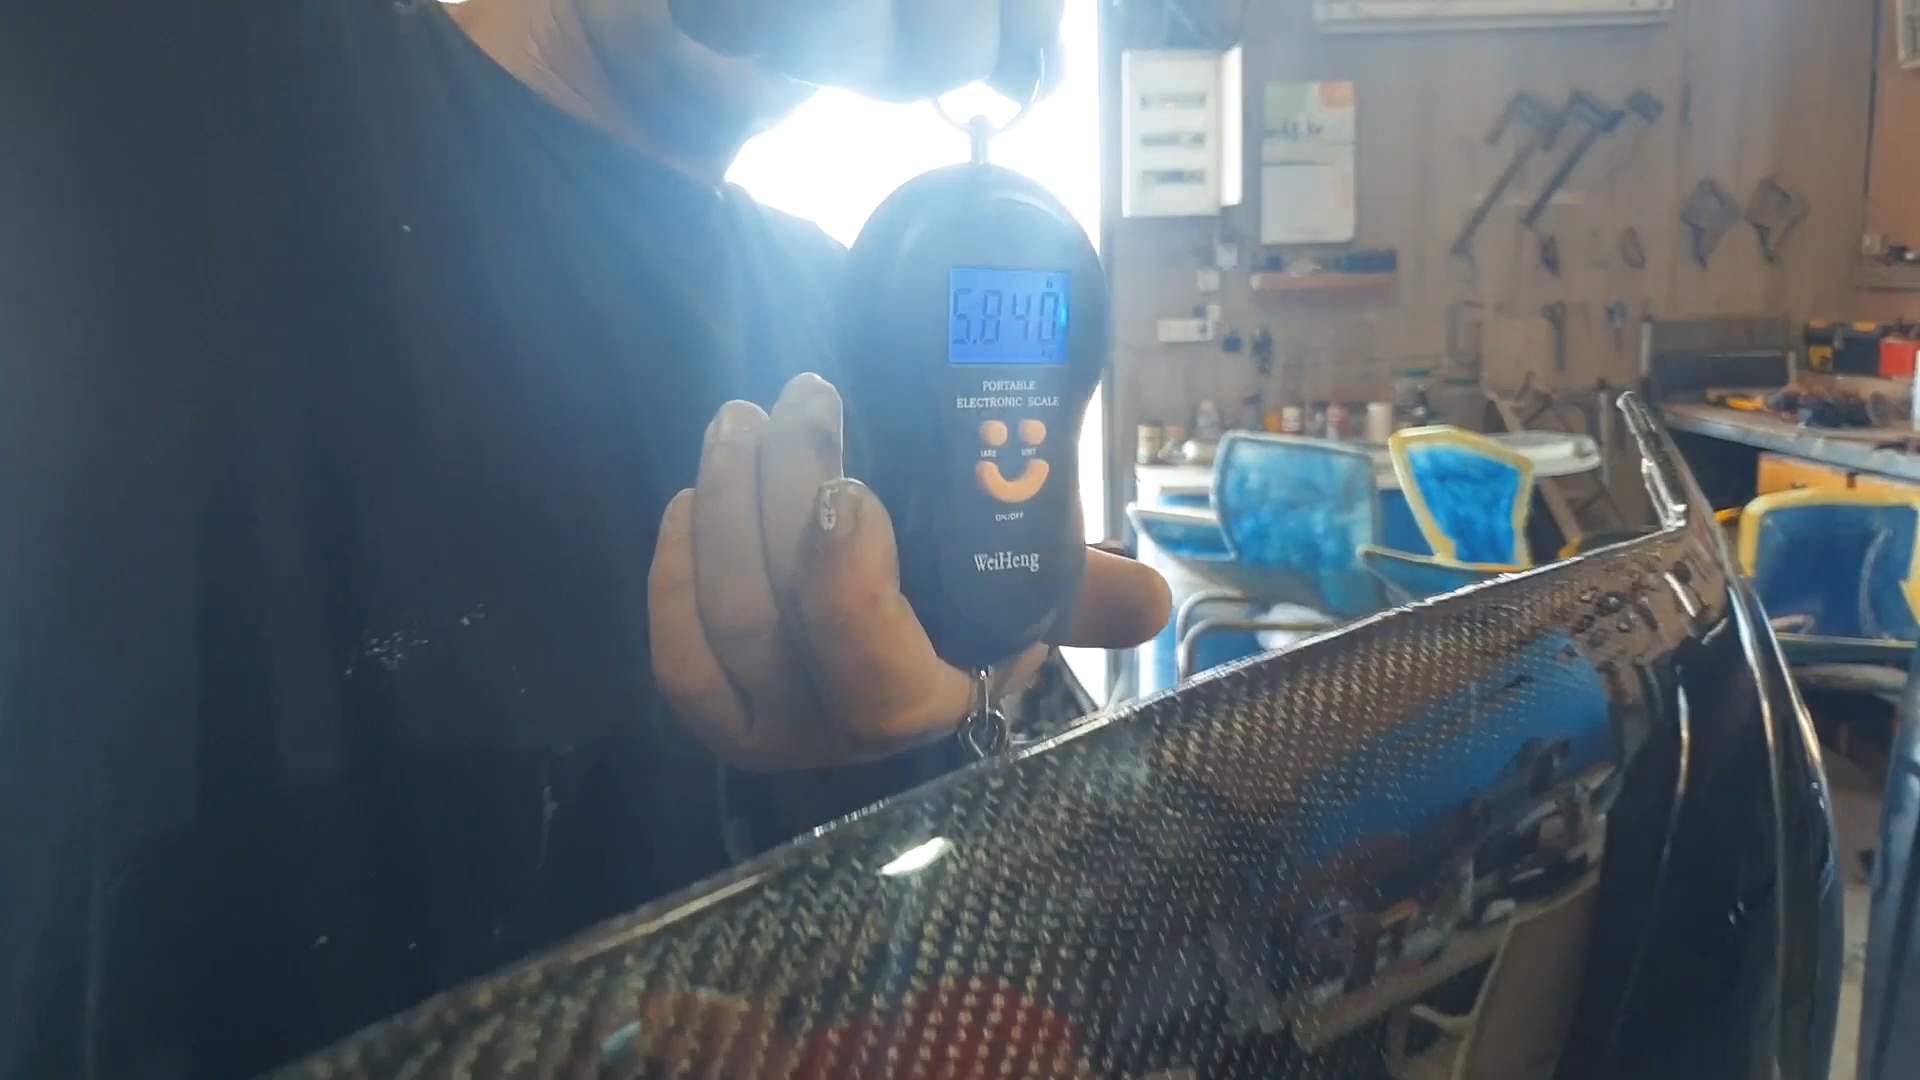 5.840
PORTABLE
ELECTRONIC SCALE
TARE UNIT
ON/OFF
WeiHeng